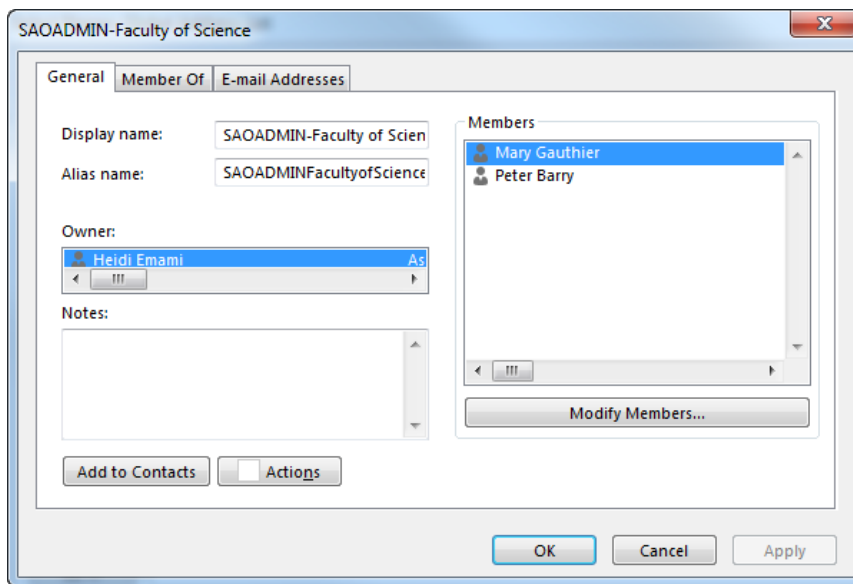 SAOADMIN-Faculty of Science
General Member Of E-mail Addresses
Display name: SAOADMIN-Faculty of Scien
Alias name: SAOADMINFacultyofScience
Owner:
Heidi Emami As
Notes:
Add to Contacts Actions
Members
Mary Gauthier
Peter Barry
Modify Members...
OK Cancel Apply